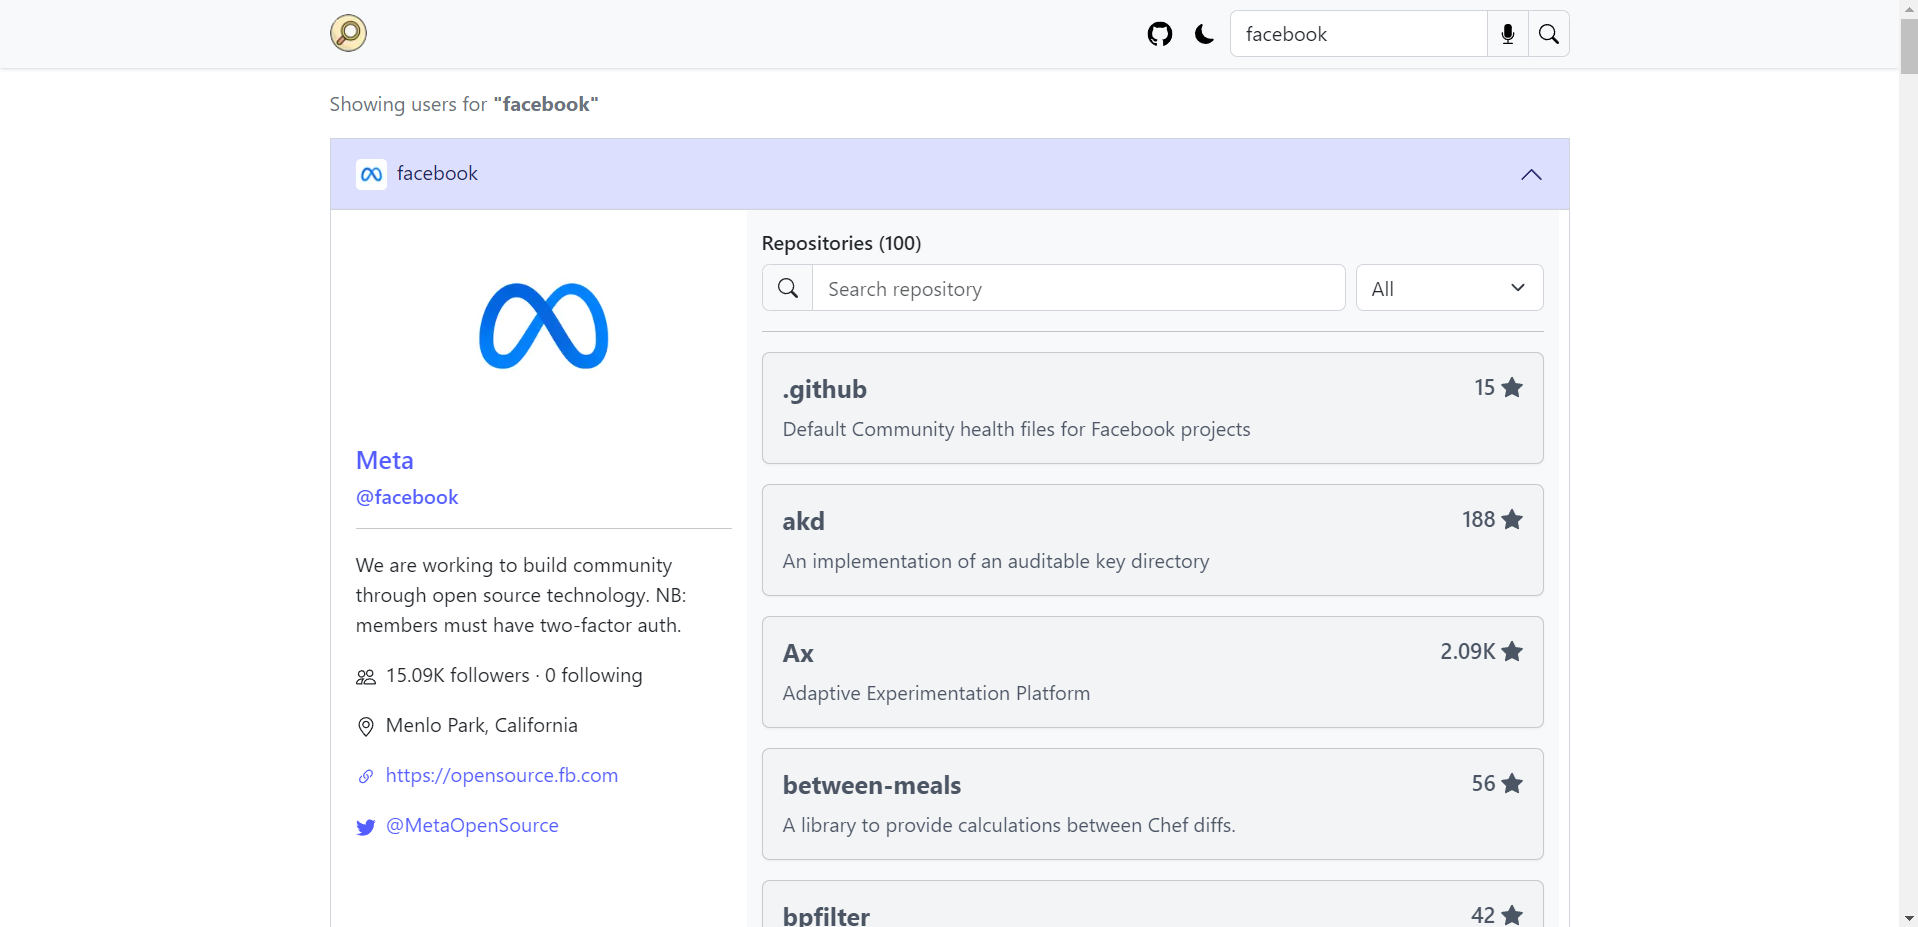 facebook
Showing users for "facebook"
facebook
Meta
@facebook
We are working to build community
through open source technology. NB:
members must have two-factor auth.
15.09K followers · 0 following
Menlo Park, California
https://opensource.fb.com
@MetaOpenSource
Repositories (100)
Search repository
All
.github
15
Default Community health files for Facebook projects
akd
188
An implementation of an auditable key directory
Ax
2.09K
Adaptive Experimentation Platform
between-meals
56
A library to provide calculations between Chef diffs.
bpfilter
42